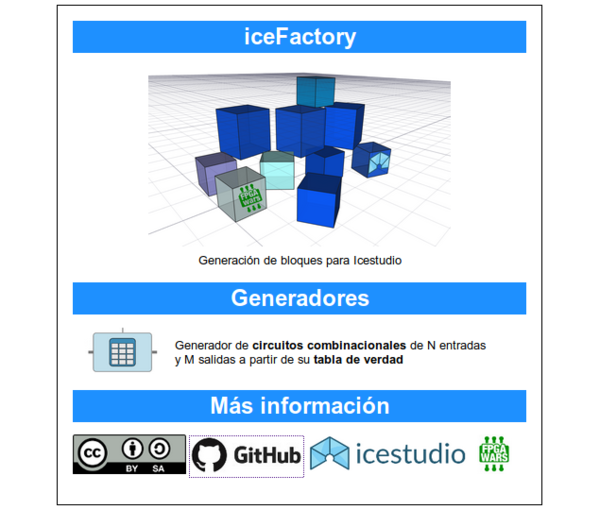 iceFactory
FPGA
WARS
Generación de bloques para Icestudio
Generadores
Generador de circuitos combinacionales de N entradas
y M salidas a partir de su tabla de verdad
Más información
cc
BY SA
GitHub
icestudio
FPGA
WARS